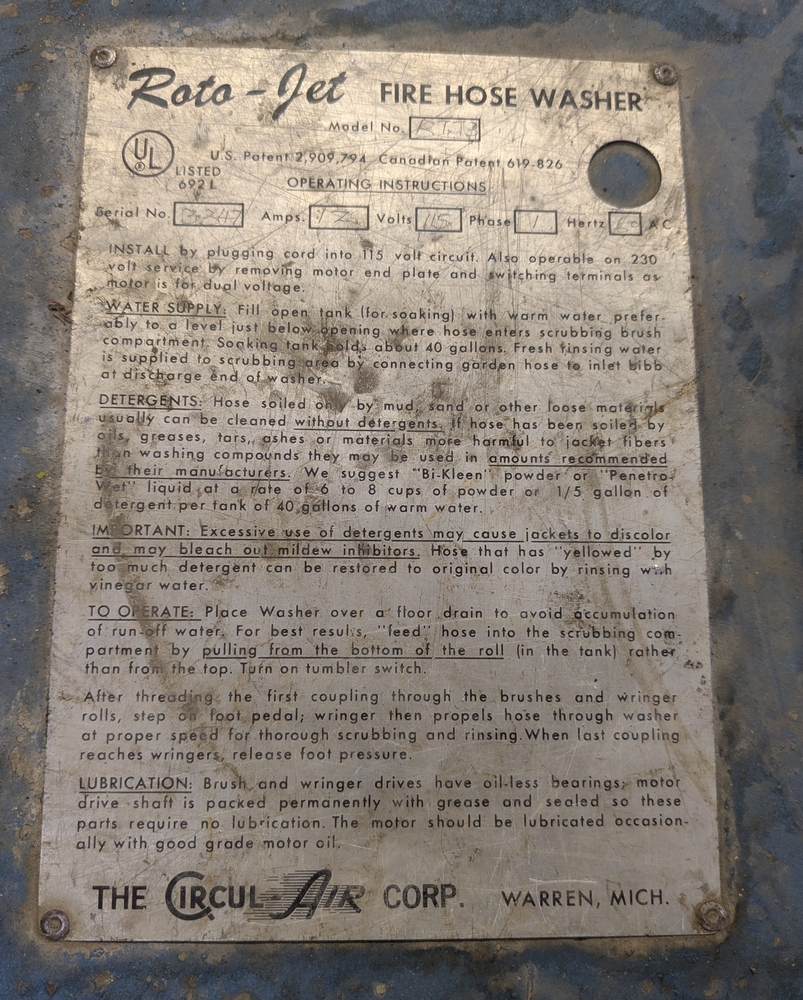 Roto-Jet FIRE HOSE WASHER
Model No.
UL
®
LISTED
692 L
U.S. Patent 2,909,794 Canadian Patent 619-826
OPERATING INSTRUCTIONS
Serial No. Amps. 12. Volts 115. Phase 1 Hertz AC
INSTALL by plugging cord into 115 volt circuit. Also operable on 230
volt service by removing motor end plate and switching terminals as
motor is for dual voltage.
WATER SUPPLY: Fill open tank (for soaking) with warm water prefer-
ably to a level just below opening where hose enters scrubbing brush
compartment. Soaking tank holds about 40 gallons. Fresh rinsing water
is supplied to scrubbing area by connecting garden hose to inlet bibb
at discharge end of washer.
DETERGENTS: Hose soiled only by mud, sand or other loose materials
usually can be cleaned without detergents. If hose has been soiled by
oils, greases, tars, ashes or materials more harmful to jacket fibers
than washing compounds they may be used in amounts recommended
by their manufacturers. We suggest "Bi-Kleen" powder or "Penetro-
Wet" liquid at a rate of 6 to 8 cups of powder or 1/5 gallon of
detergent per tank of 40 gallons of warm water.
IMPORTANT: Excessive use of detergents may cause jackets to discolor
and may bleach out mildew inhibitors. Hose that has "yellowed" by
too much detergent can be restored to original color by rinsing with
vinegar water.
TO OPERATE: Place Washer over a floor drain to avoid accumulation
of run-off water. For best results, "feed" hose into the scrubbing com-
partment by pulling from the bottom of the roll (in the tank) rather
than from the top. Turn on tumbler switch.
After threading the first coupling through the brushes and wringer
rolls, step on foot pedal; wringer then propels hose through washer
at proper speed for thorough scrubbing and rinsing. When last coupling
reaches wringers, release foot pressure.
LUBRICATION: Brush and wringer drives have oil-less bearings; motor
drive shaft is packed permanently with grease and sealed so these
parts require no lubrication. The motor should be lubricated occasion-
ally with good grade motor oil.
THE CIRCUL-AIR CORP. WARREN, MICH.